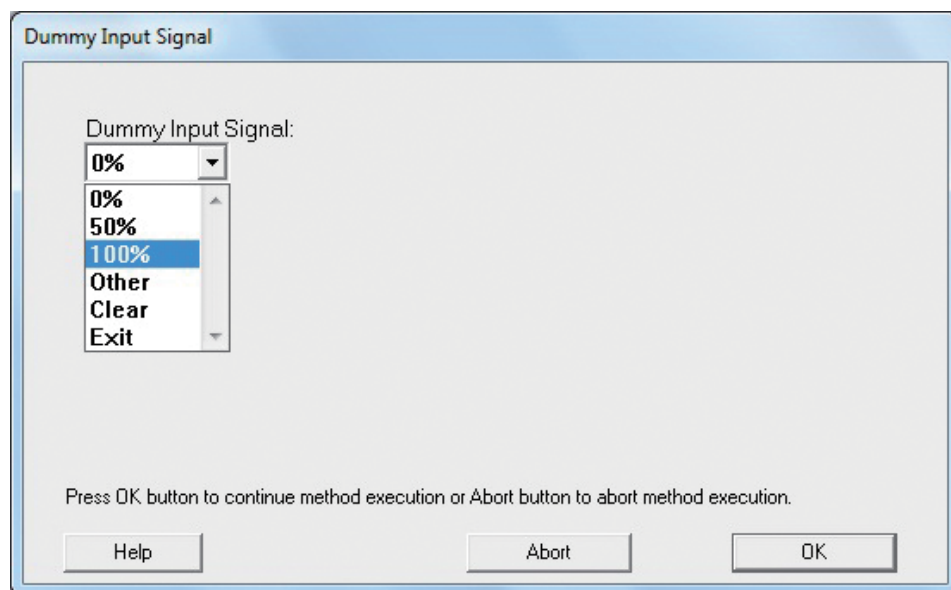 Dummy Input Signal
Dummy Input Signal:
0%
0%
50%
100%
Other
Clear
Exit
Press OK button to continue method execution or Abort button to abort method execution.
Help Abort OK